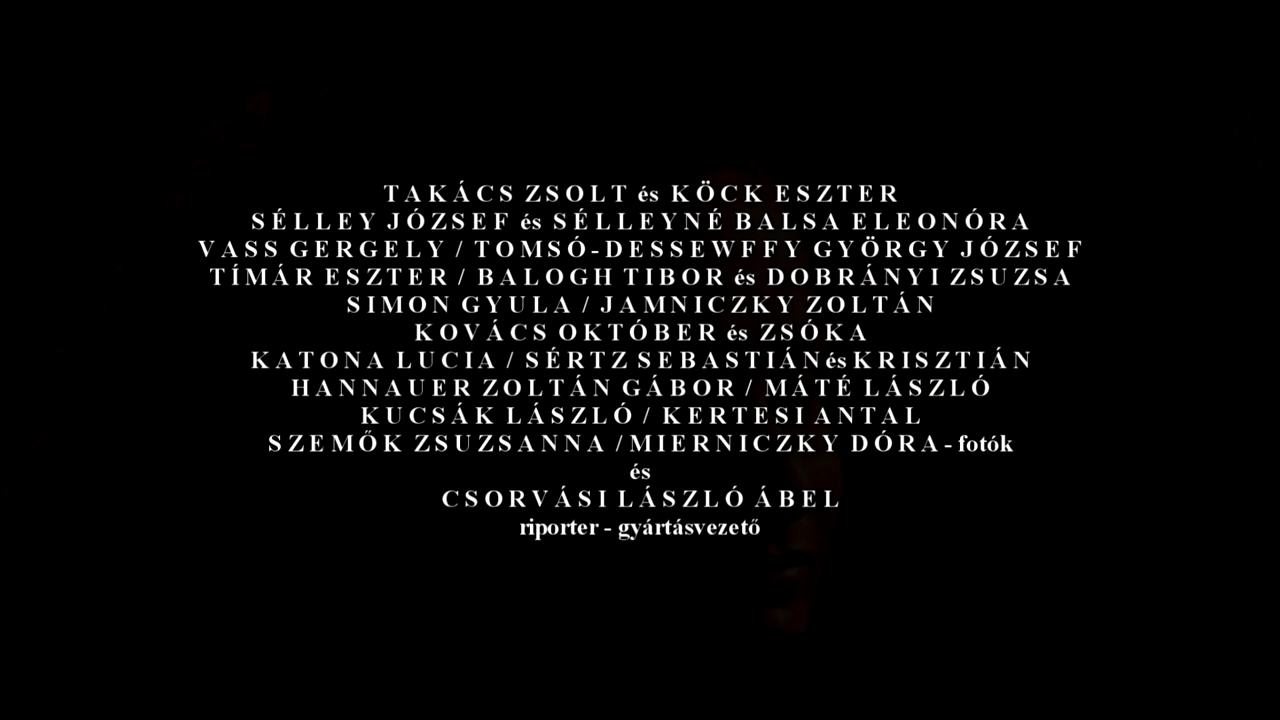 TAKÁCS ZSOLT és KÖCK ESZTER
SÉLLEY JÓZSEF és SÉLLEYNÉ BALSA ELEONÓRA
VASS GERGELY / TOMSÓ-DESSEWFFY GYÖRGY JÓZSEF
TÍMÁR ESZTER / BALOGH TIBOR és DOBRÁNYI ZSUZSA
SIMON GYULA / JAMNICZKY ZOLTÁN
KOVÁCS OKTÓBER és ZSÓKA
KATONA LUCIA / SÉRTZ SEBASTIÁN és KRISZTIÁN
HANNAUER ZOLTÁN GÁBOR / MÁTÉ LÁSZLÓ
KUCSÁK LÁSZLÓ / KERTESI ANTAL
SZEMŐK ZSUZSANNA / MIERNICZKY DÓRA - fotók
és
CSORVÁSI LÁSZLÓ ÁBEL
riporter - gyártásvezető